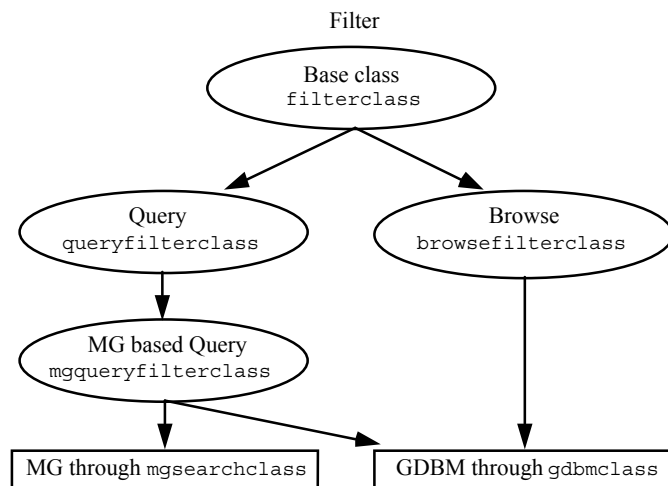 Filter
Base class
filterclass
Query
queryfilterclass
Browse
browsefilterclass
MG based Query
mgqueryfilterclass
MG through mgsearchclass
GDBM through gdbmclass